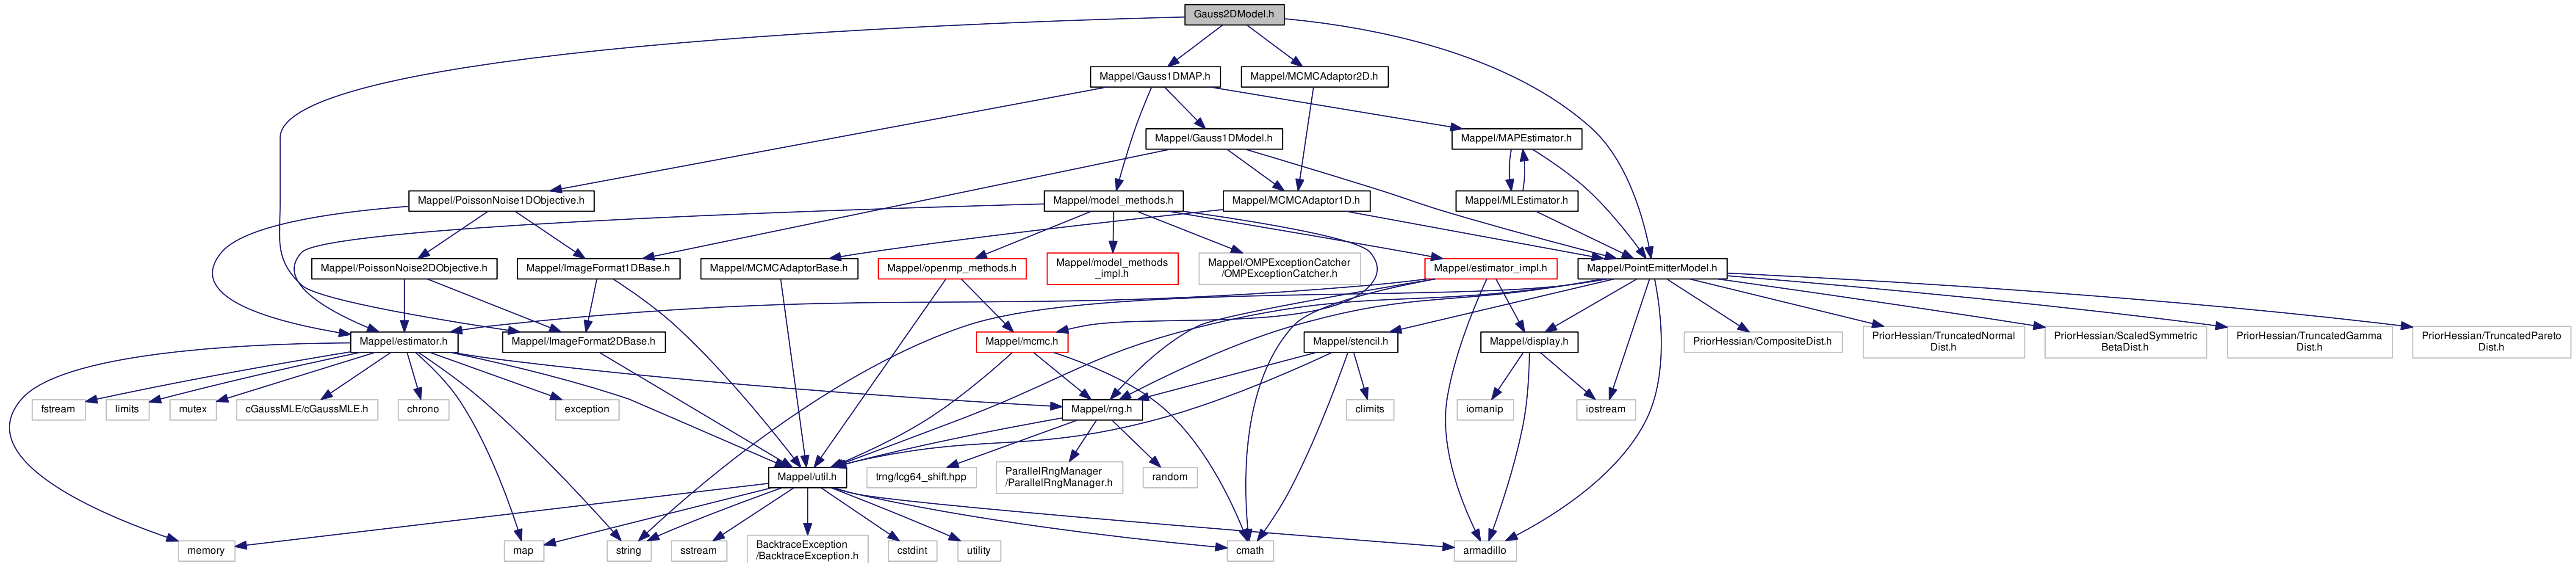 Gauss2DModel.h
Mappel/Gauss1DMAP.h
Mappel/MCMCAdaptor2D.h
Mappel/Gauss1DModel.h
Mappel/MAPEstimator.h
Mappel/PoissonNoise1DObjective.h
Mappel/model_methods.h
Mappel/MCMCAdaptor1D.h
Mappel/MLEstimator.h
Mappel/PoissonNoise2DObjective.h
Mappel/ImageFormat1DBase.h
Mappel/MCMCAdaptorBase.h
Mappel/openmp_methods.h
Mappel/model_methods
_impl.h
Mappel/OMPExceptionCatcher
/OMPExceptionCatcher.h
Mappel/estimator_impl.h
Mappel/PointEmitterModel.h
Mappel/estimator.h
Mappel/ImageFormat2DBase.h
Mappel/mcmc.h
Mappel/stencil.h
Mappel/display.h
PriorHessian/CompositeDist.h
PriorHessian/TruncatedNormal
Dist.h
PriorHessian/ScaledSymmetric
BetaDist.h
PriorHessian/TruncatedGamma
Dist.h
PriorHessian/TruncatedPareto
Dist.h
fstream
limits
mutex
cGaussMLE/cGaussMLE.h
chrono
exception
Mappel/rng.h
climits
iomanip
iostream
Mappel/util.h
trng/lcg64_shift.hpp
ParallelRngManager
/ParallelRngManager.h
random
memory
map
string
sstream
BacktraceException
/BacktraceException.h
cstdint
utility
cmath
armadillo